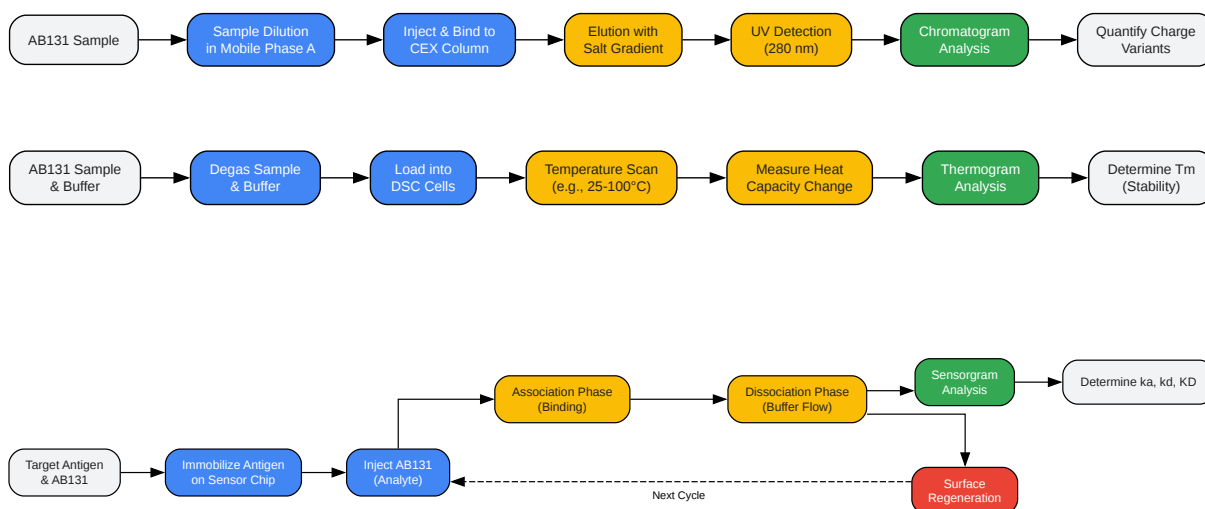 AB131 Sample
Sample Dilution
in Mobile Phase A
Inject & Bind to
CEX Column
Elution with
Salt Gradient
UV Detection
(280 nm)
Chromatogram
Analysis
Quantify Charge
Variants
AB131 Sample
& Buffer
Degas Sample
& Buffer
Load into
DSC Cells
Temperature Scan
(e.g., 25-100°C)
Measure Heat
Capacity Change
Thermogram
Analysis
Determine Tm
(Stability)
Target Antigen
& AB131
Immobilize Antigen
on Sensor Chip
Inject AB131
(Analyte)
Association Phase
(Binding)
Dissociation Phase
(Buffer Flow)
Sensorgram
Analysis
Determine ka, kd, KD
Surface
Regeneration
Next Cycle